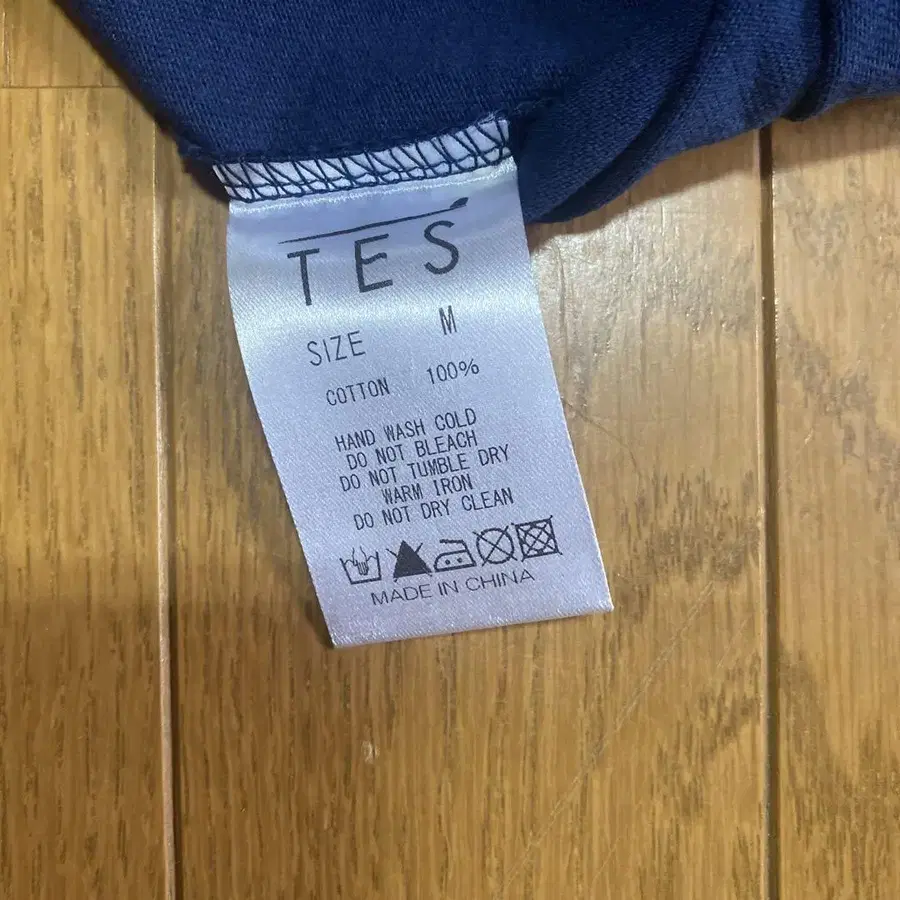 TES
SIZE M
COTTON 100%
HAND WASH COLD
DO NOT BLEACH
DO NOT TUMBLE DRY
WARM IRON
DO NOT DRY CLEAN
MADE IN CHINA